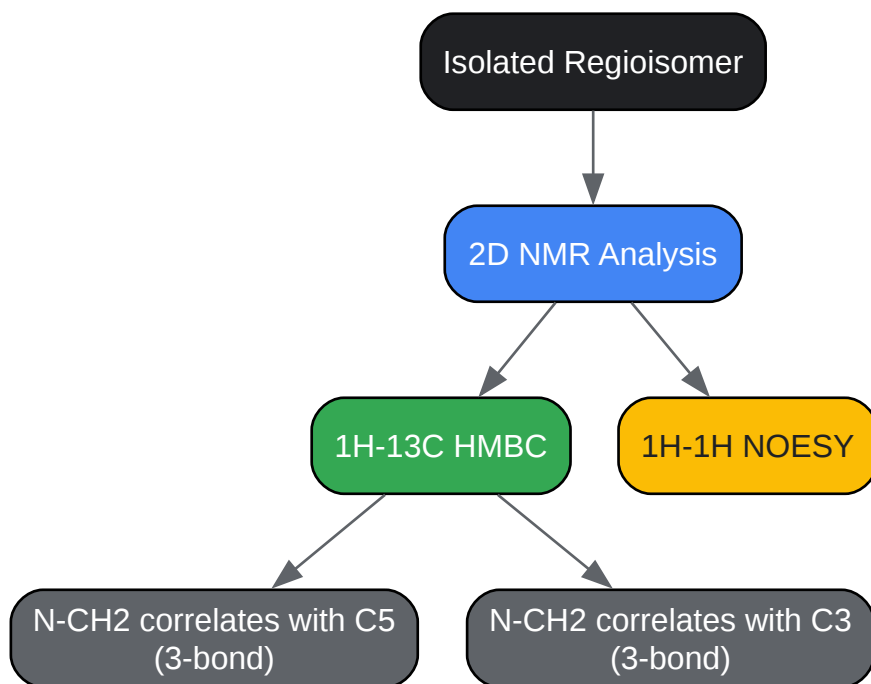 Isolated Regioisomer
2D NMR Analysis
1H-13C HMBC
1H-1H NOESY
N-CH2 correlates with C5
(3-bond)
N-CH2 correlates with C3
(3-bond)